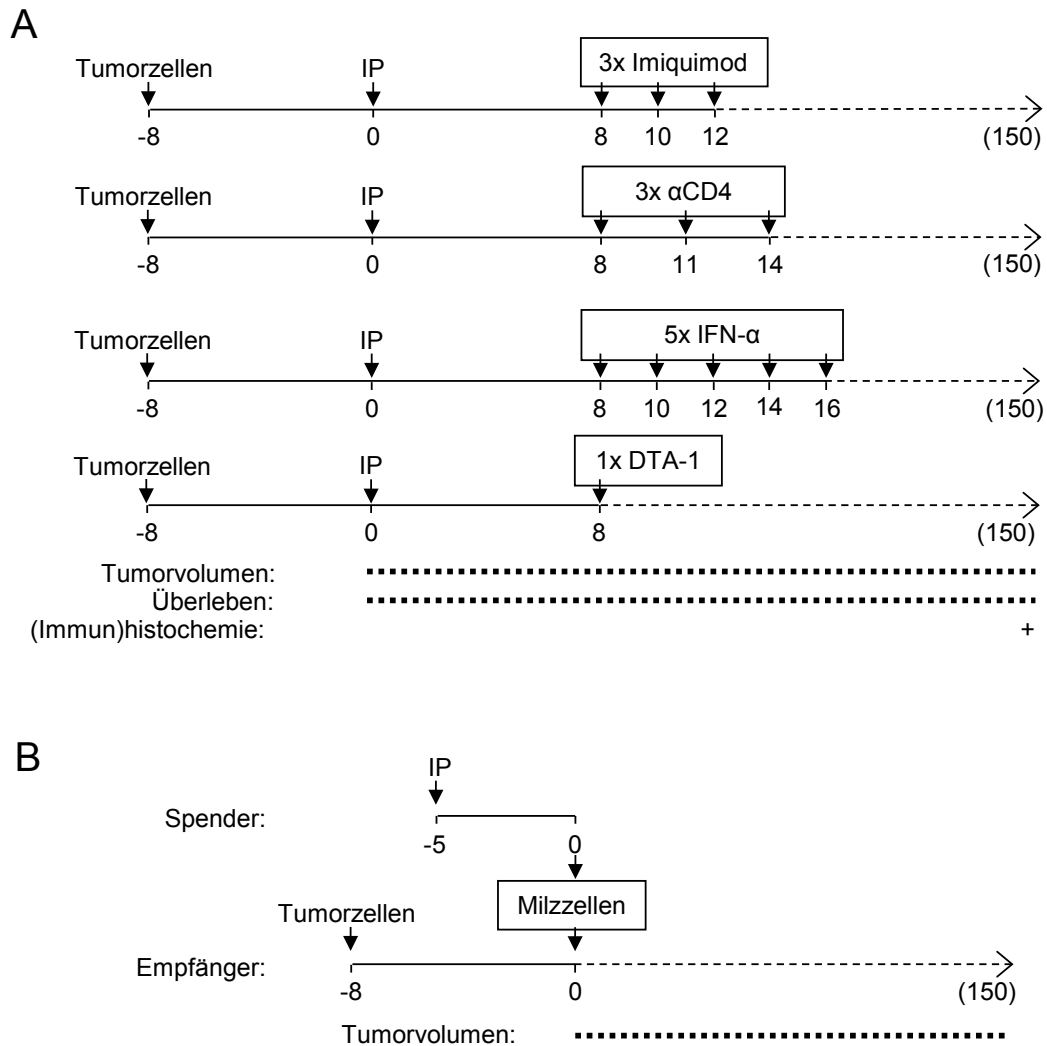 A
3x Imiquimod
Tumorzellen IP
-8 0 8 10 12 (150)
3x αCD4
Tumorzellen IP
-8 0 8 11 14 (150)
5x IFN-α
Tumorzellen IP
-8 0 8 10 12 14 16 (150)
1x DTA-1
Tumorzellen IP
-8 0 8 (150)
Tumorvolumen:
Überleben:
(Immun)histochemie: +
B
IP
Spender:
-5 0
Milzzellen
Tumorzellen
Empfänger:
-8 0 (150)
Tumorvolumen: